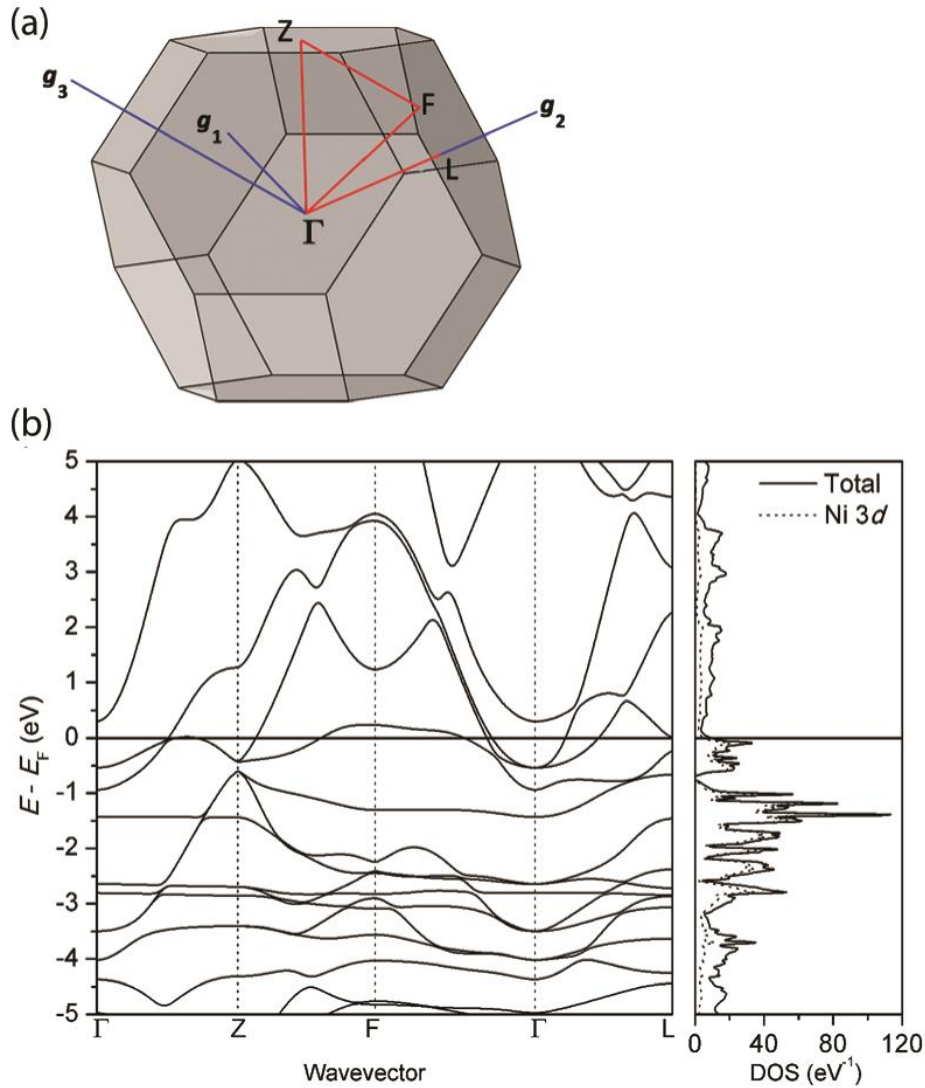 (a)
Z
g3
F
g1
g2
L
Γ
(b)
5
4
3
2
1
0
-1
-2
-3
-4
-5
E - EF (eV)
Γ Z F Γ L
Wavevector
Total
Ni 3d
0 40 80 120
DOS (eV⁻¹)